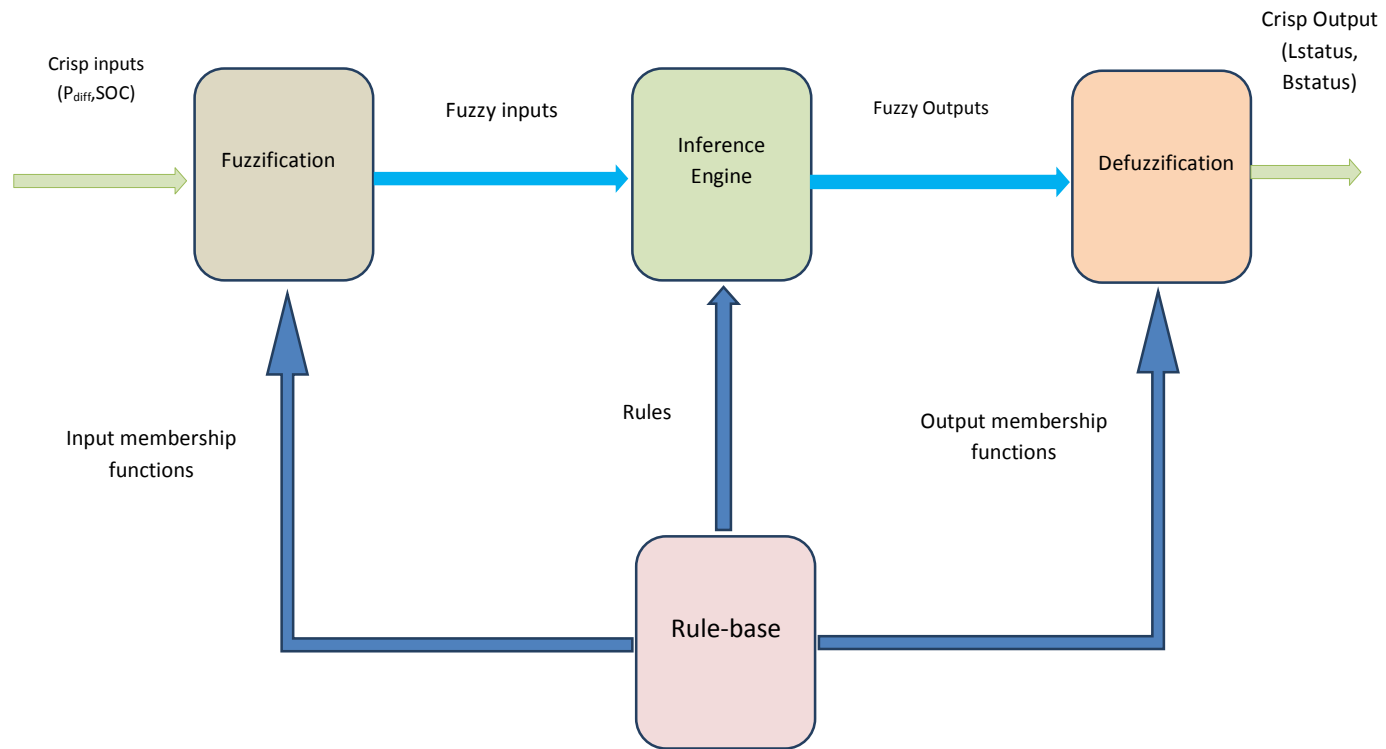 Crisp inputs
(Pdiff,SOC)
Fuzzification
Fuzzy inputs
Inference
Engine
Fuzzy Outputs
Defuzzification
Crisp Output
(Lstatus,
Bstatus)
Input membership
functions
Rules
Output membership
functions
Rule-base